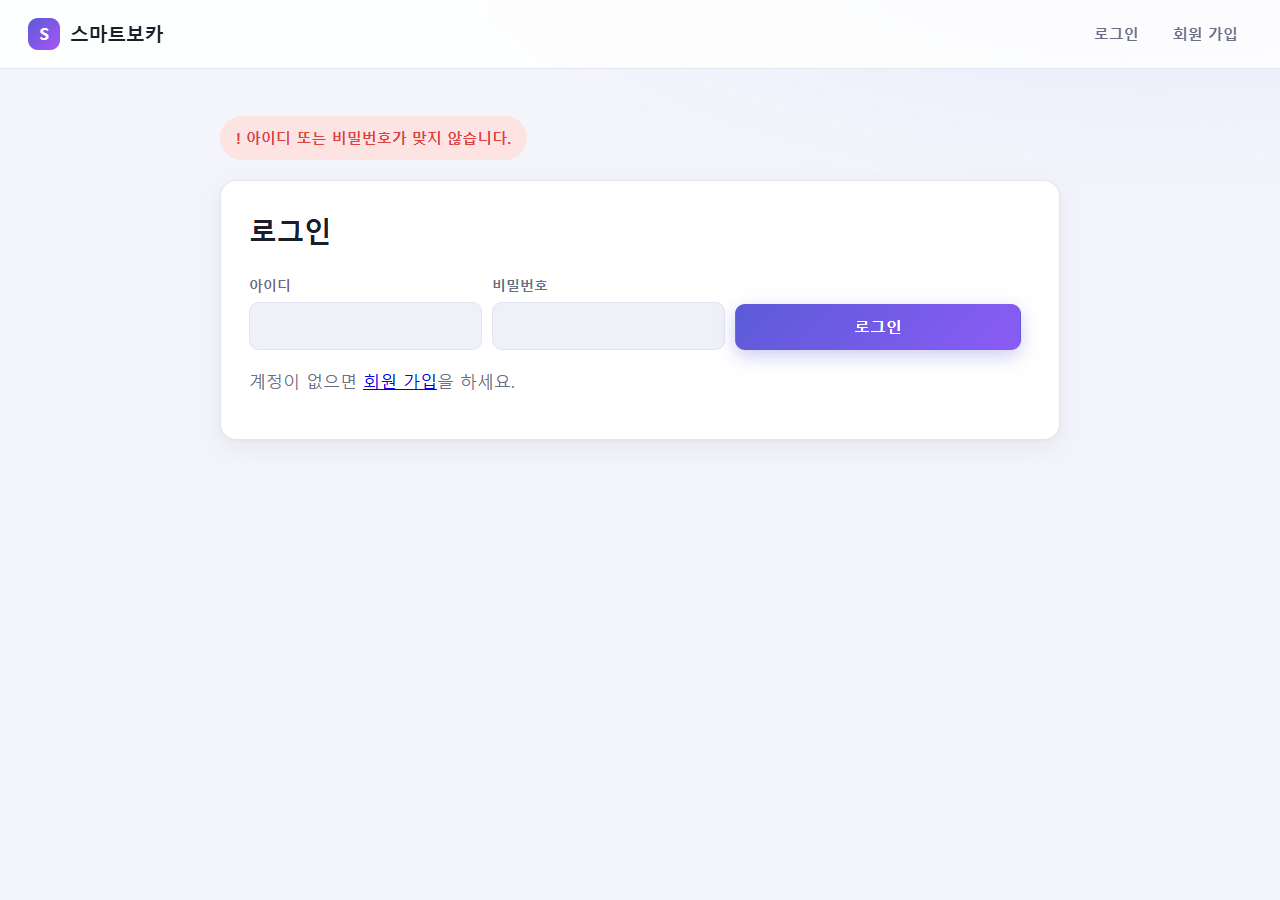 S 스마트보카
로그인 회원 가입
! 아이디 또는 비밀번호가 맞지 않습니다.
로그인
아이디 비밀번호
로그인
계정이 없으면 회원 가입을 하세요.